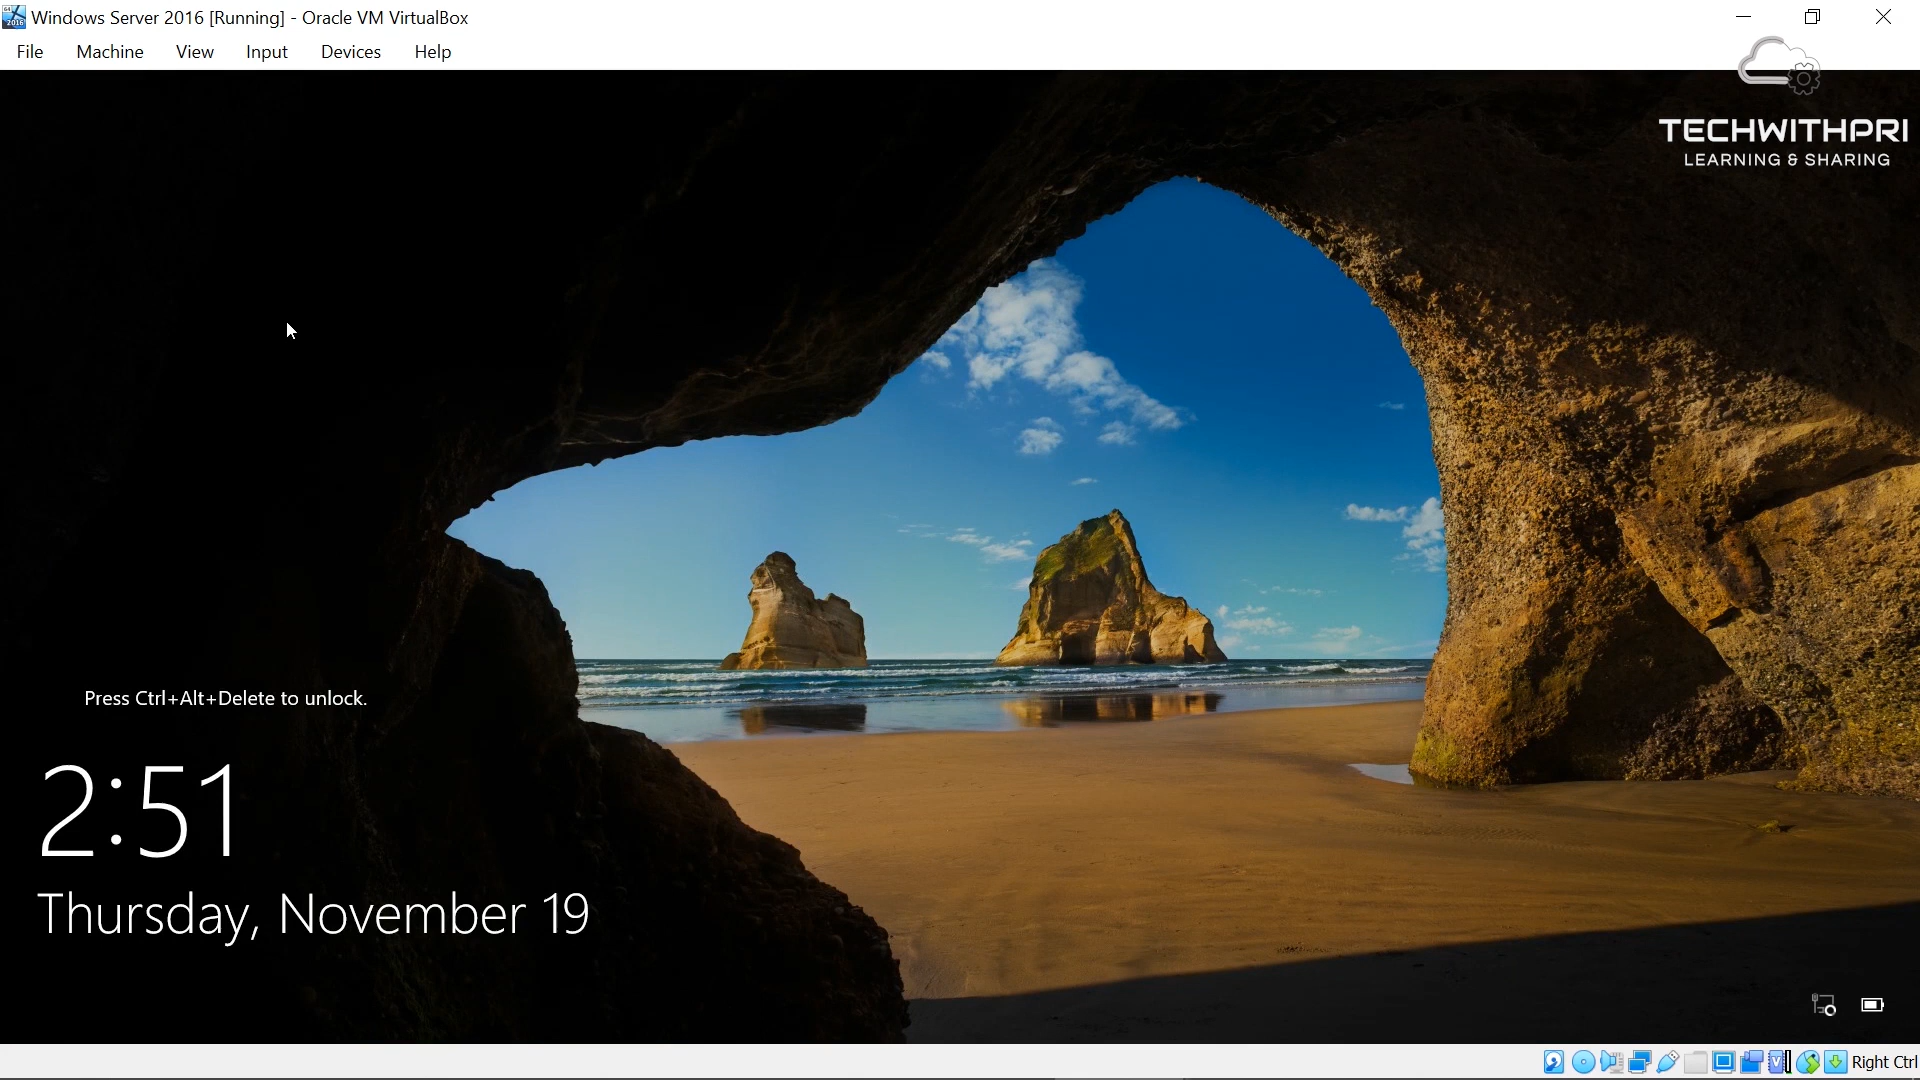 Windows Server 2016 [Running] - Oracle VM VirtualBox
File Machine View Input Devices Help
TECHWITHPRI
LEARNING & SHARING
Press Ctrl+Alt+Delete to unlock.
2:51
Thursday, November 19
Right Ctrl